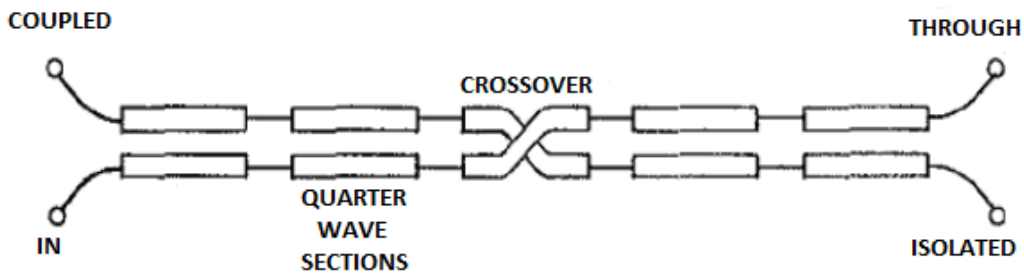 COUPLED
THROUGH
CROSSOVER
QUARTER
WAVE
SECTIONS
IN
ISOLATED